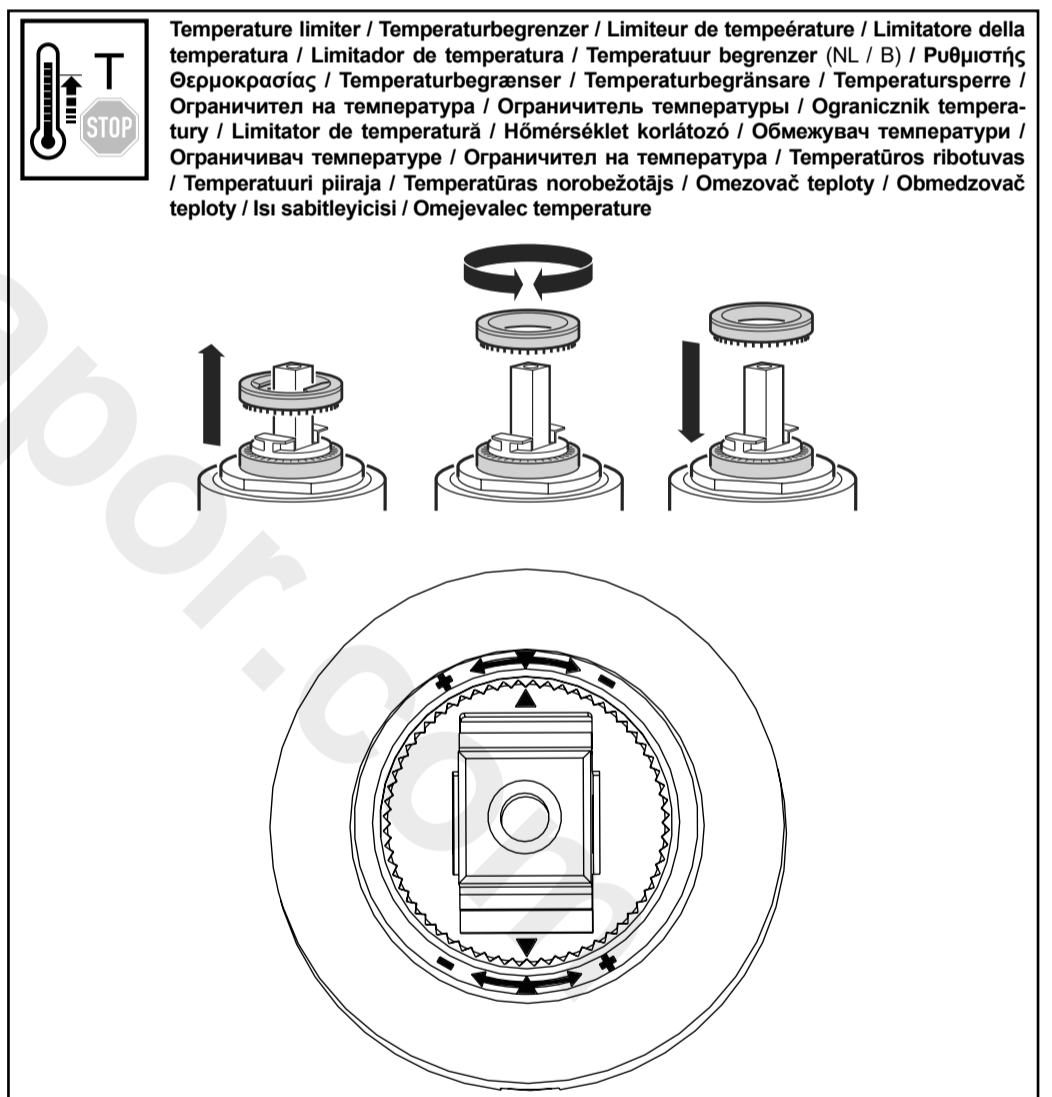 T
STOP
Temperature limiter / Temperaturbegrenzer / Limiteur de tempeérature / Limitatore della
temperatura / Limitador de temperatura / Temperatuur begrenzer (NL / B) / Ρυθμιστής
Θερμοκρασίας / Temperaturbegrænser / Temperaturbegränsare / Temperatursperre /
Ограничител на температура / Ограничитель температуры / Ogranicznik tempera-
tury / Limitator de temperatură / Hőmérséklet korlátozó / Обмежувач температури /
Ограничивач температуре / Ограничител на температура / Temperatūros ribotuvas
/ Temperatuuri piiraja / Temperatūras norobežotājs / Omezovač teploty / Obmedzovač
teploty / Isı sabitleyicisi / Omejevalec temperature
+ -
- +
apor.com